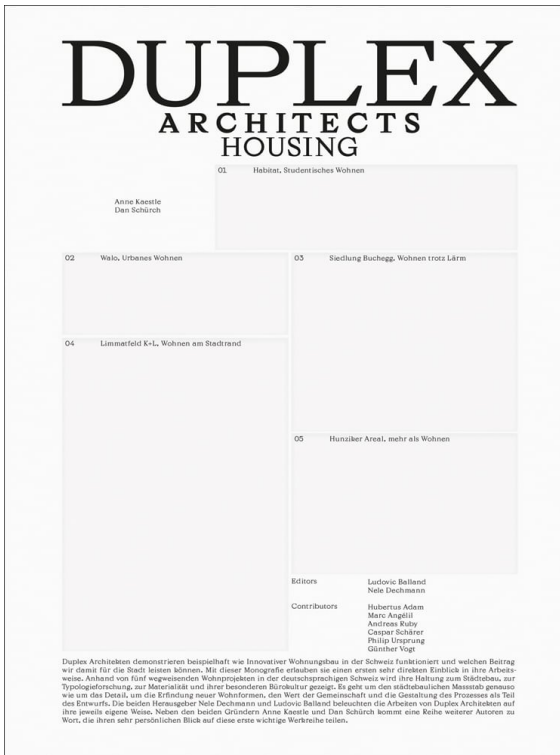 DUPLEX
ARCHITECTS
HOUSING
01 Habitat, Studentisches Wohnen
Anne Kaestle
Dan Schürch
02 Walo, Urbanes Wohnen
03 Siedlung Buchegg, Wohnen trotz Lärm
04 Limmatfeld K+L, Wohnen am Stadtrand
05 Hunziker Areal, mehr als Wohnen
Editors Ludovic Balland
Nele Dechmann
Contributors Hubertus Adam
Marc Angélil
Andreas Ruby
Caspar Schärer
Philip Ursprung
Günther Vogt
Duplex Architekten demonstrieren beispielhaft wie Innovativer Wohnungsbau in der Schweiz funktioniert und welchen Beitrag
wir damit für die Stadt leisten können. Mit dieser Monografie erlauben sie einen ersten sehr direkten Einblick in ihre Arbeits-
weise. Anhand von fünf wegweisenden Wohnprojekten in der deutschsprachigen Schweiz wird ihre Haltung zum Städtebau, zur
Typologieforschung, zur Materialität und ihrer besonderen Bürokultur gezeigt. Es geht um den städtebaulichen Massstab genauso
wie um das Detail, um die Erfindung neuer Wohnformen, den Wert der Gemeinschaft und die Gestaltung des Prozesses als Teil
des Entwurfs. Die beiden Herausgeber Nele Dechmann und Ludovic Balland beleuchten die Arbeiten von Duplex Architekten auf
ihre jeweils eigene Weise. Neben den beiden Gründern Anne Kaestle und Dan Schürch kommt eine Reihe weiterer Autoren zu
Wort, die ihren sehr persönlichen Blick auf diese erste wichtige Werkreihe teilen.